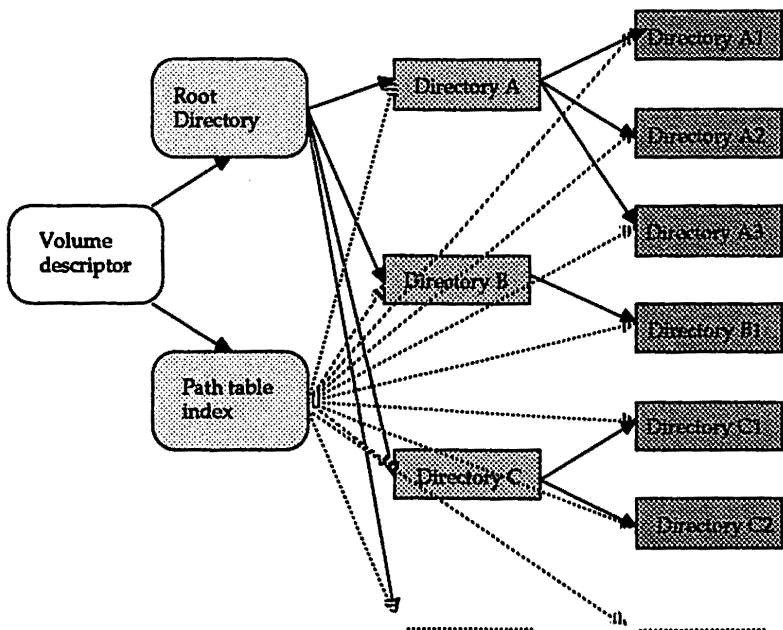 Root
Directory
Volume
descriptor
Path table
index
Directory A
Directory B
Directory C
Directory A1
Directory A2
Directory A3
Directory B1
Directory C1
Directory C2